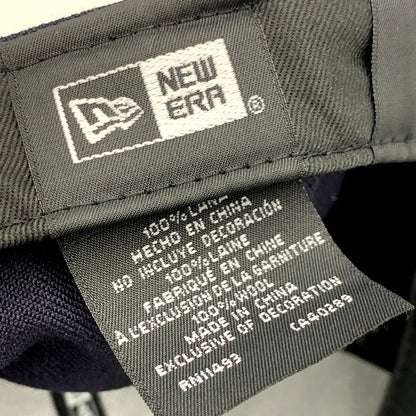 NEW
ERA
®
100% LANA
HECHO EN CHINA
NO INCLUYE DECORACIÓN
100% LAINE
FABRIQUÉ EN CHINE
À L'EXCLUSION DE LA GARNITURE
100% WOOL
MADE IN CHINA
EXCLUSIVE OF DECORATION
RN11493 CA40289